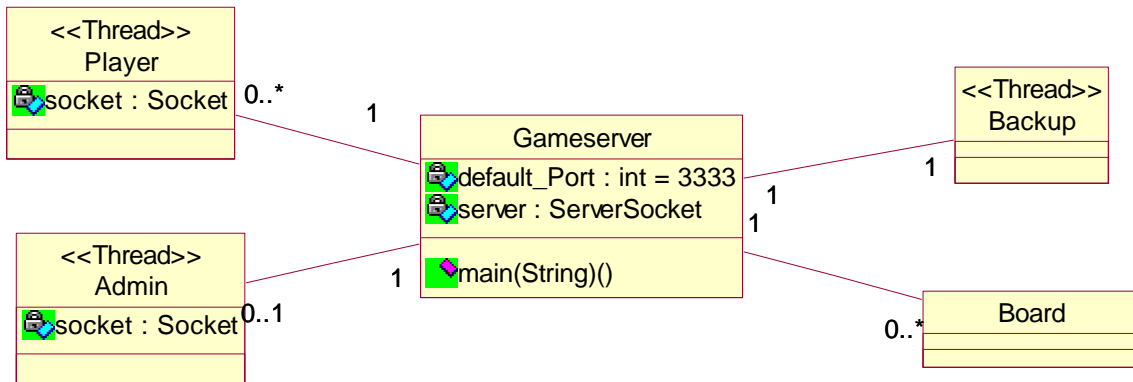 <<Thread>>
Player
socket : Socket
0..*
1
<<Thread>>
Admin
socket : Socket
0..1
1
Gameserver
default_Port : int = 3333
server : ServerSocket
main(String)()
<<Thread>>
Backup
1
1
1
0..*
Board